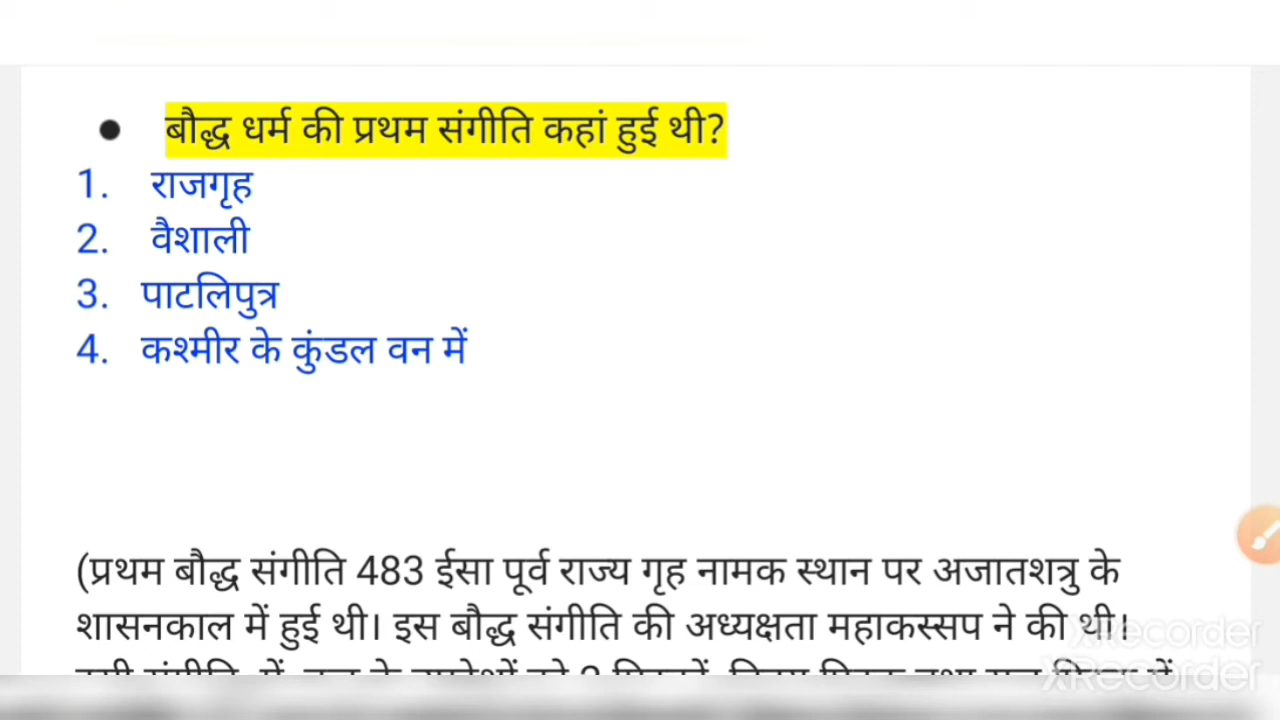 ● बौद्ध धर्म की प्रथम संगीति कहां हुई थी?
1. राजगृह
2. वैशाली
3. पाटलिपुत्र
4. कश्मीर के कुंडल वन में
(प्रथम बौद्ध संगीति 483 ईसा पूर्व राज्य गृह नामक स्थान पर अजातशत्रु के
शासनकाल में हुई थी। इस बौद्ध संगीति की अध्यक्षता महाकस्सप ने की थी।
XRecorder
XRecorder